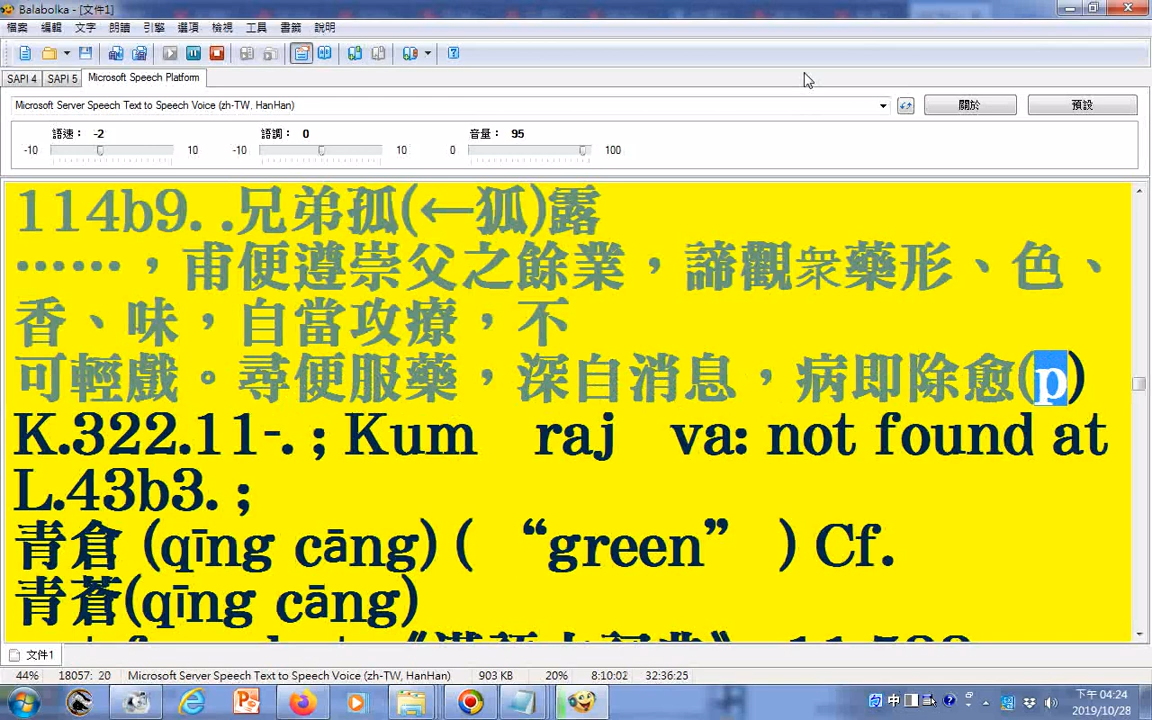 Balabolka - [文件1]
檔案 編輯 文字 朗讀 引擎 選項 檢視 工具 書籤 說明
SAPI 4 SAPI 5 Microsoft Speech Platform
Microsoft Server Speech Text to Speech Voice (zh-TW, HanHan) 關於 預設
語速： -2 語調： 0 音量： 95
-10 10 -10 10 0 100
114b9. .兄弟孤(←狐)露
……，甫便遵崇父之餘業，諦觀衆藥形、色、
香、味，自當攻療，不
可輕戲。尋便服藥，深自消息，病即除愈(p)
K.322.11-. ; Kum raj va: not found at
L.43b3. ;
青倉 (qīng cāng) ( “green” ) Cf.
青蒼(qīng cāng)
文件1
44% 18057: 20 Microsoft Server Speech Text to Speech Voice (zh-TW, HanHan) 903 KB 20% 8:10:02 32:36:25
中
下午 04:24
2019/10/28